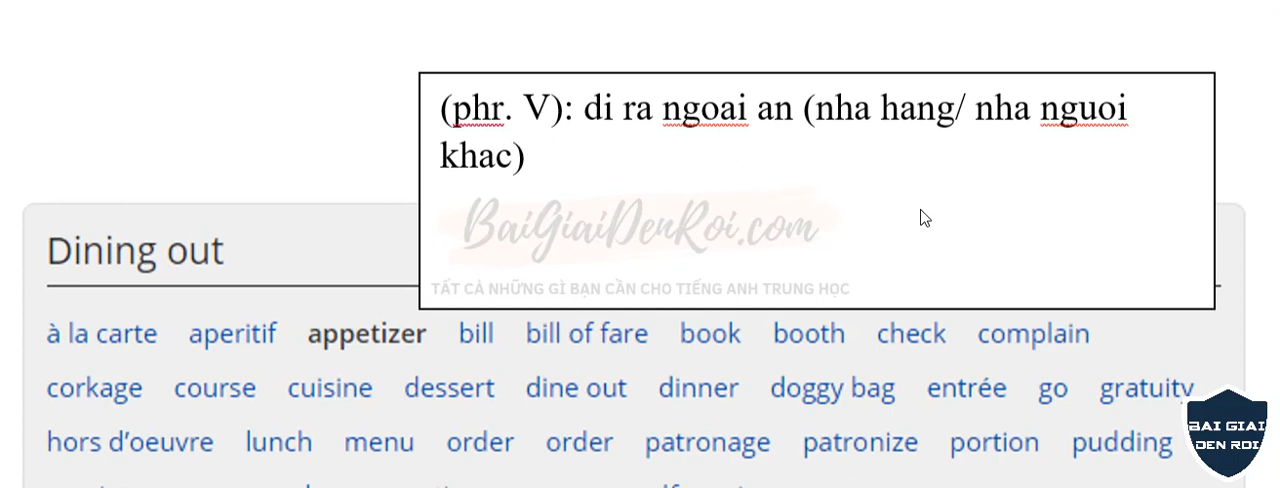 (phr. V): di ra ngoai an (nha hang/ nha nguoi
khac)
BaiGiaiDenRoi.com
TẤT CẢ NHỮNG GÌ BẠN CẦN CHO TIẾNG ANH TRUNG HỌC
Dining out
à la carte aperitif appetizer bill bill of fare book booth check complain
corkage course cuisine dessert dine out dinner doggy bag entrée go gratuity
hors d’oeuvre lunch menu order order patronage patronize portion pudding
BAI GIAI
DEN ROI